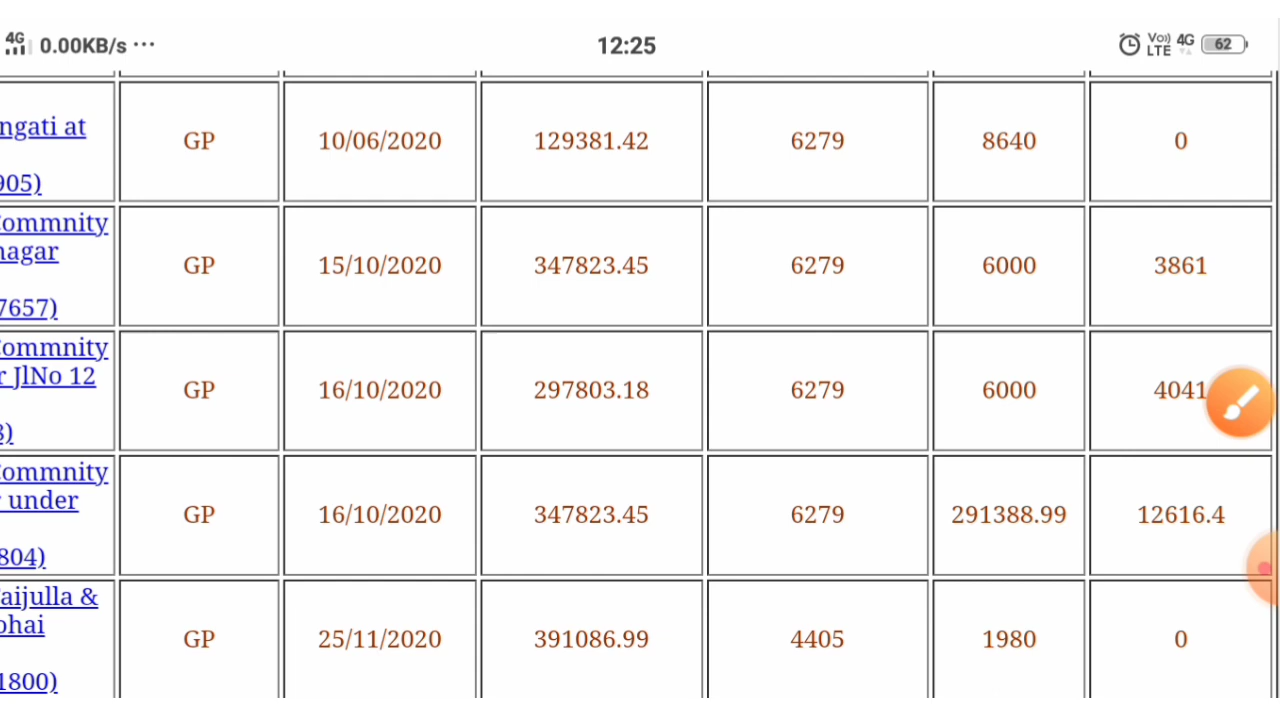 4G 0.00KB/s ... 12:25 Vo)) LTE 4G 62
ngati at
GP 10/06/2020 129381.42 6279 8640 0
905)
ommnity
nagar
GP 15/10/2020 347823.45 6279 6000 3861
7657)
ommnity
r JlNo 12
GP 16/10/2020 297803.18 6279 6000 4041
3)
ommnity
under
GP 16/10/2020 347823.45 6279 291388.99 12616.4
804)
aijulla &
ohai
GP 25/11/2020 391086.99 4405 1980 0
1800)